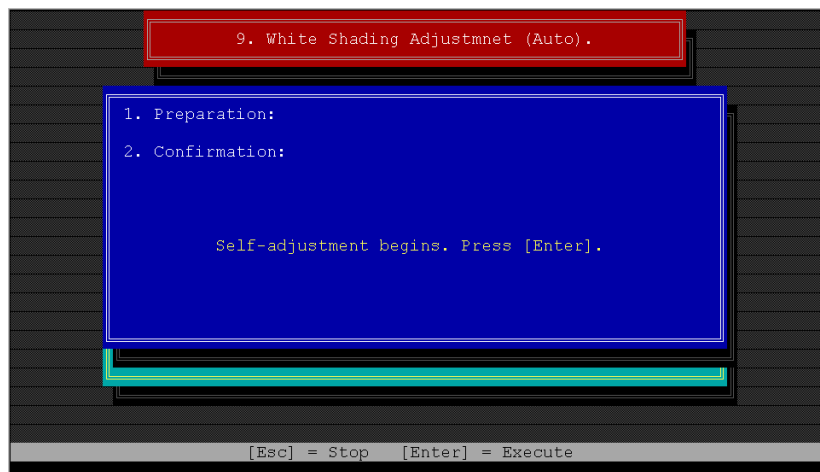 9. White Shading Adjustmnet (Auto).
1. Preparation:
2. Confirmation:
Self-adjustment begins. Press [Enter].
[Esc] = Stop [Enter] = Execute